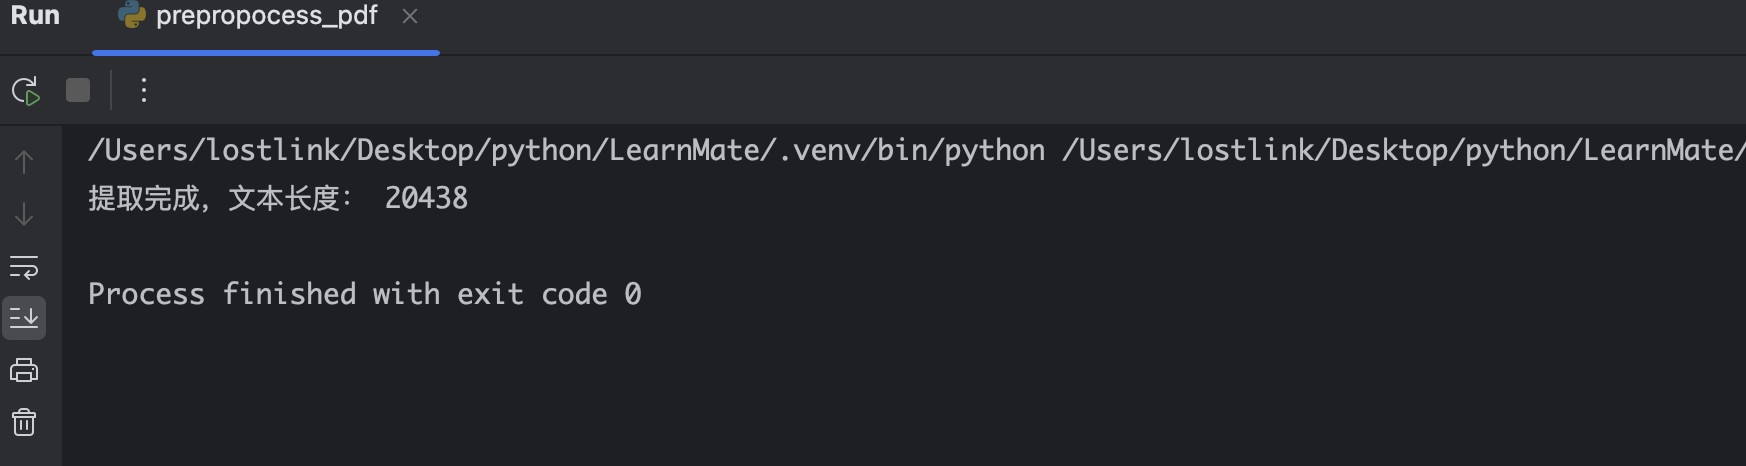 Run prepropocess_pdf
/Users/lostlink/Desktop/python/LearnMate/.venv/bin/python /Users/lostlink/Desktop/python/LearnMate/
提取完成，文本长度： 20438
Process finished with exit code 0